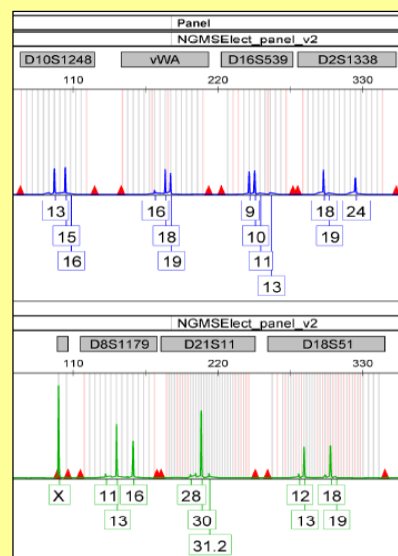 Panel
NGMSElect_panel_v2
D10S1248 vWA D16S539 D2S1338
110 220 330
13 16 9 18 24
15 18 10 19
16 19 11
13
NGMSElect_panel_v2
D8S1179 D21S11 D18S51
110 220 330
X 11 16 28 12 18
13 30 13 19
31.2